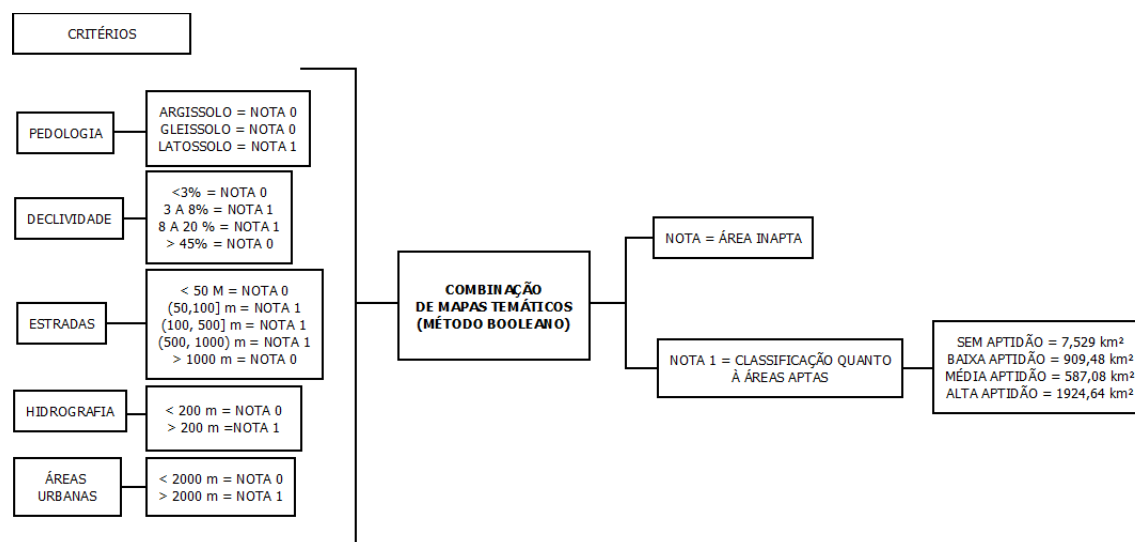 CRITÉRIOS
PEDOLOGIA
ARGISSOLO = NOTA 0
GLEISSOLO = NOTA 0
LATOSSOLO = NOTA 1
DECLIVIDADE
<3% = NOTA 0
3 A 8% = NOTA 1
8 A 20 % = NOTA 1
> 45% = NOTA 0
ESTRADAS
< 50 M = NOTA 0
(50,100] m = NOTA 1
(100, 500] m = NOTA 1
(500, 1000) m = NOTA 1
> 1000 m = NOTA 0
HIDROGRAFIA
< 200 m = NOTA 0
> 200 m =NOTA 1
ÁREAS
URBANAS
< 2000 m = NOTA 0
> 2000 m = NOTA 1
COMBINAÇÃO
DE MAPAS TEMÁTICOS
(MÉTODO BOOLEANO)
NOTA = ÁREA INAPTA
NOTA 1 = CLASSIFICAÇÃO QUANTO
À ÁREAS APTAS
SEM APTIDÃO = 7,529 km²
BAIXA APTIDÃO = 909,48 km²
MÉDIA APTIDÃO = 587,08 km²
ALTA APTIDÃO = 1924,64 km²